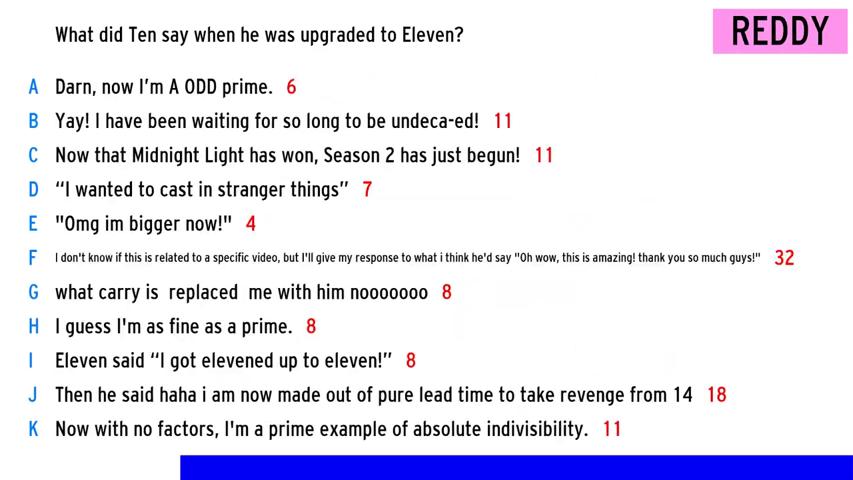 What did Ten say when he was upgraded to Eleven?
REDDY
A Darn, now I'm A ODD prime. 6
B Yay! I have been waiting for so long to be undeca-ed! 11
C Now that Midnight Light has won, Season 2 has just begun! 11
D “I wanted to cast in stranger things” 7
E "Omg im bigger now!" 4
F I don't know if this is related to a specific video, but I'll give my response to what i think he'd say "Oh wow, this is amazing! thank you so much guys!" 32
G what carry is replaced me with him nooooooo 8
H I guess I'm as fine as a prime. 8
I Eleven said “I got elevened up to eleven!” 8
J Then he said haha i am now made out of pure lead time to take revenge from 14 18
K Now with no factors, I'm a prime example of absolute indivisibility. 11